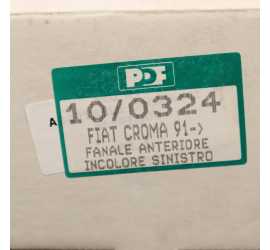 PDF
10/0324
A
FIAT CROMA 91->
FANALE ANTERIORE
INCOLORE SINISTRO